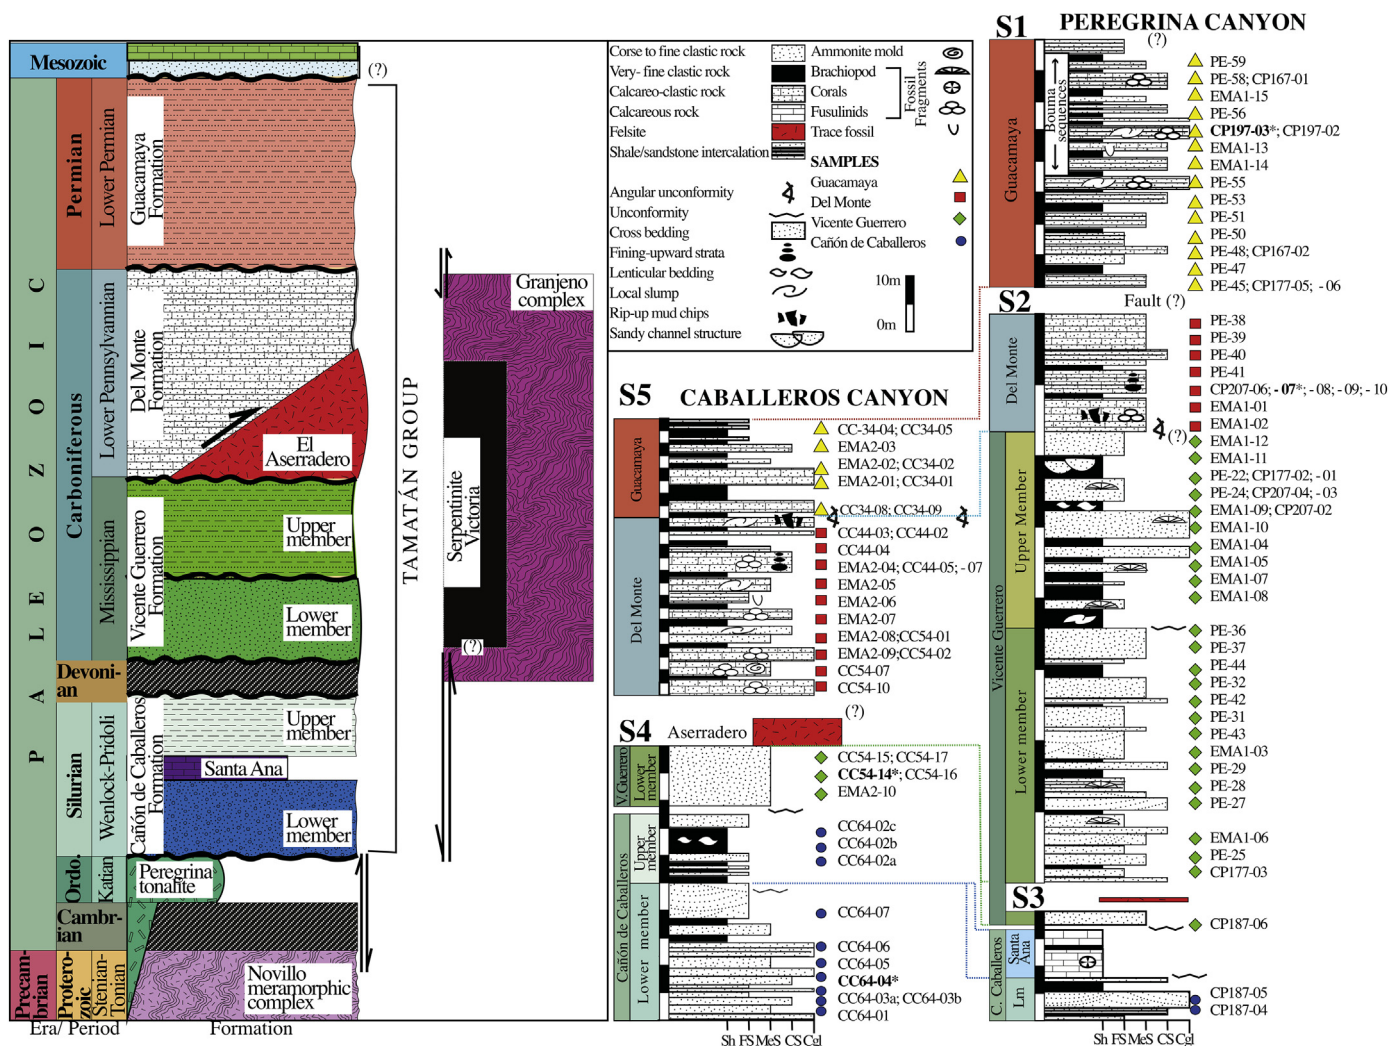 Mesozoic
(?)
PALEOZOIC
Permian
Lower Permian
Guacamaya
Formation
Carboniferous
Lower Pennsylvannian
Del Monte
Formation
El
Aserradero
Mississippian
Vicente Guerrero
Formation
Upper
member
Lower
member
Devoni-
an
Silurian
Wenlock-Pridoli
Cañón de Caballeros
Formation
Upper
member
Santa Ana
Lower
member
Ordo.
Katian
Peregrina
tonalite
Cambr-
ian
Precam-
brian
Protero-
zoic
Stenian-
Tonian
Novillo
meramorphic
complex
Era/ Period
Formation
TAMATÁN GROUP
Granjeno
complex
Serpentinite
Victoria
(?)
Corse to fine clastic rock
Very- fine clastic rock
Calcareo-clastic rock
Calcareous rock
Felsite
Shale/sandstone intercalation
Ammonite mold
Brachiopod
Corals
Fusulinids
Trace fossil
Fossil
Fragments
SAMPLES
Guacamaya
Del Monte
Vicente Guerrero
Cañón de Caballeros
Angular unconformity
Unconformity
Cross bedding
Fining-upward strata
Lenticular bedding
Local slump
Rip-up mud chips
Sandy channel structure
10m
0m
S5 CABALLEROS CANYON
Guacamaya
CC-34-04; CC34-05
EMA2-03
EMA2-02; CC34-02
EMA2-01; CC34-01
CC34-08; CC34-09
Del Monte
CC44-03; CC44-02
CC44-04
EMA2-04; CC44-05; -07
EMA2-05
EMA2-06
EMA2-07
EMA2-08;CC54-01
EMA2-09;CC54-02
CC54-07
CC54-10
S4
Aserradero
(?)
V. Guerrero
Lower
member
CC54-15; CC54-17
CC54-14*; CC54-16
EMA2-10
Cañón de Caballeros
Upper
member
CC64-02c
CC64-02b
CC64-02a
Lower member
CC64-07
CC64-06
CC64-05
CC64-04*
CC64-03a; CC64-03b
CC64-01
Sh FS MeS CS Cgl
S1 PEREGRINA CANYON
(?)
Guacamaya
Bouma
sequences
PE-59
PE-58; CP167-01
EMA1-15
PE-56
CP197-03*; CP197-02
EMA1-13
EMA1-14
PE-55
PE-53
PE-51
PE-50
PE-48; CP167-02
PE-47
PE-45; CP177-05; - 06
S2
Fault (?)
Del Monte
PE-38
PE-39
PE-40
PE-41
CP207-06; - 07*; - 08; - 09; - 10
EMA1-01
EMA1-02
(?)
Vicente Guerrero
Upper Member
EMA1-12
EMA1-11
PE-22; CP177-02; - 01
PE-24; CP207-04; - 03
EMA1-09; CP207-02
EMA1-10
EMA1-04
EMA1-05
EMA1-07
EMA1-08
Lower member
PE-36
PE-37
PE-44
PE-32
PE-42
PE-31
PE-43
EMA1-03
PE-29
PE-28
PE-27
EMA1-06
PE-25
CP177-03
S3
CP187-06
C. Caballeros
Santa
Ana
Lm
CP187-05
CP187-04
Sh FS MeS CS Cgl